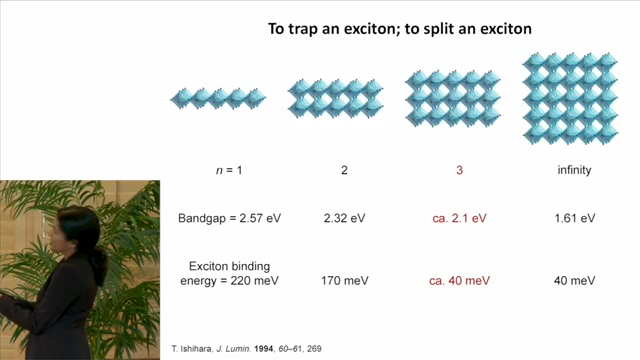 To trap an exciton; to split an exciton
n = 1 2 3 infinity
Bandgap = 2.57 eV 2.32 eV ca. 2.1 eV 1.61 eV
Exciton binding
energy = 220 meV 170 meV ca. 40 meV 40 meV
T. Ishihara, J. Lumin. 1994, 60–61, 269